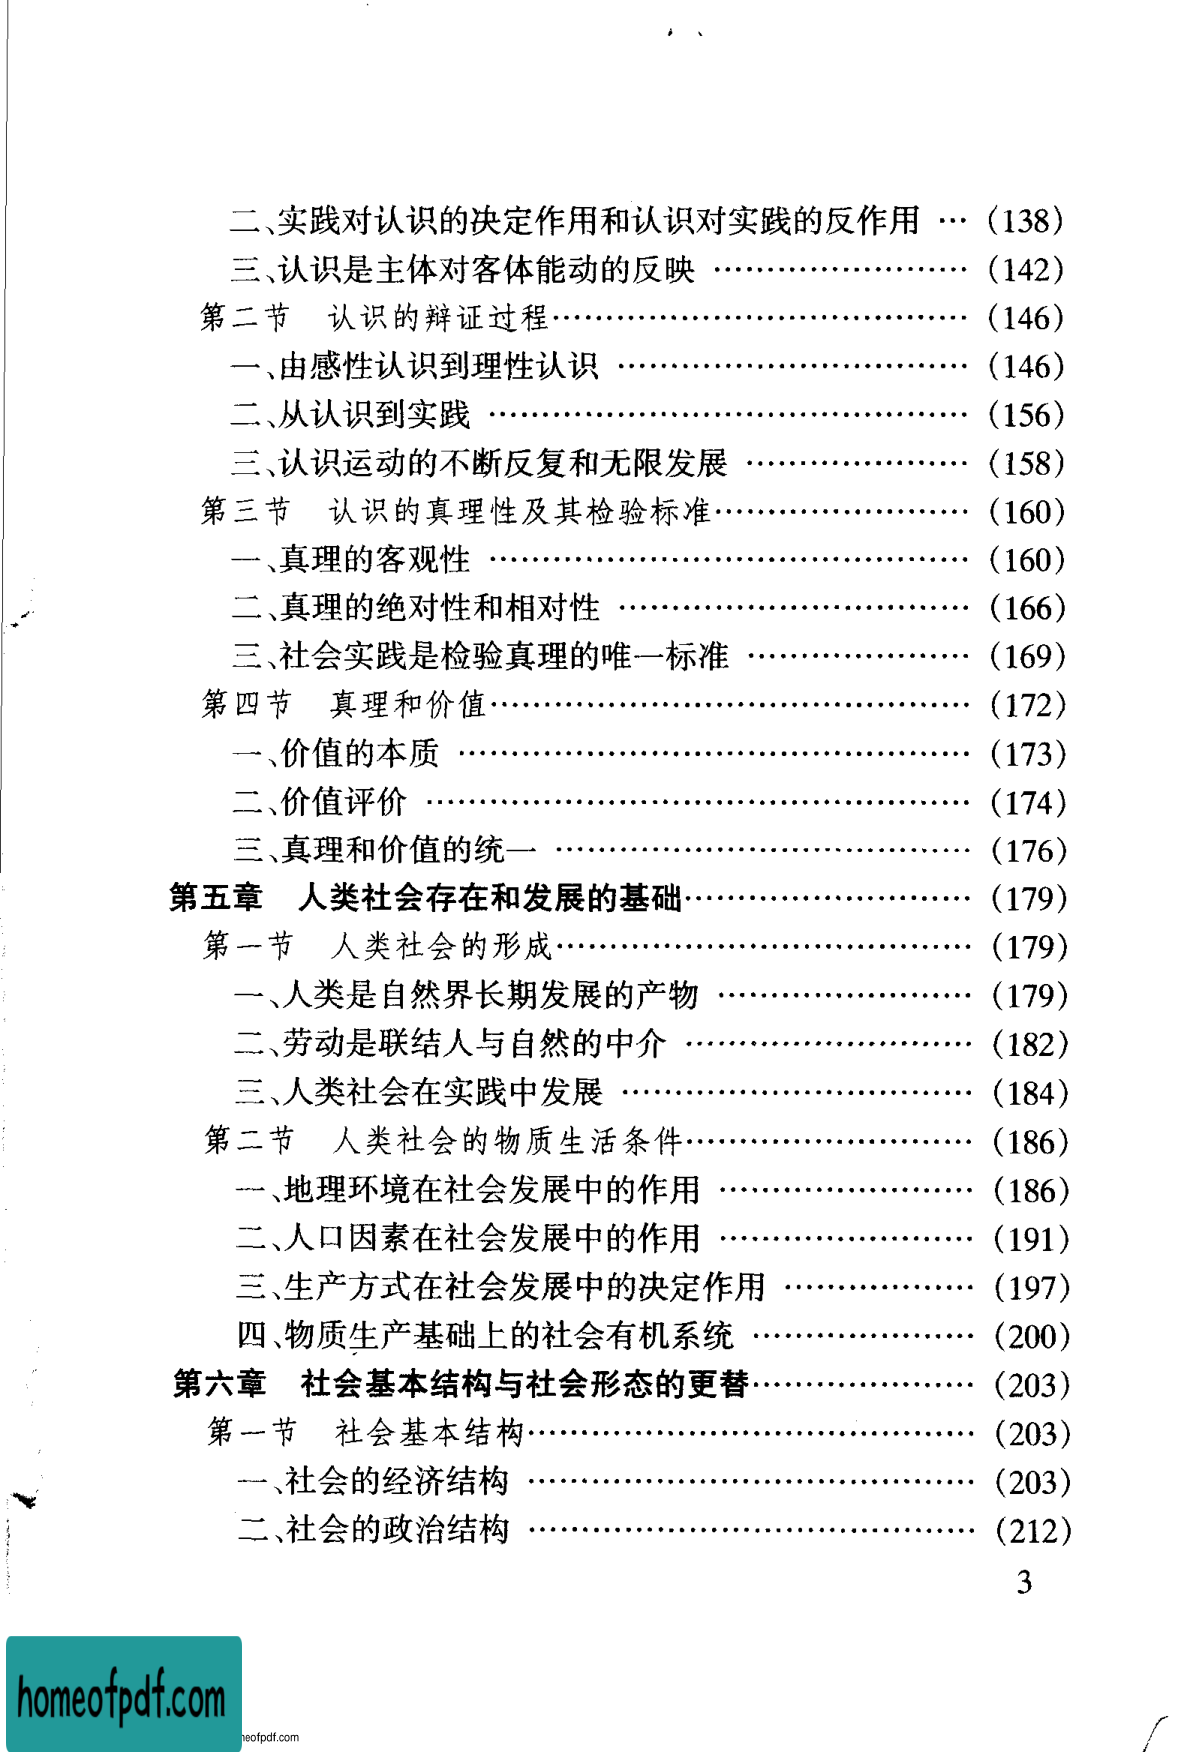 二、实践对认识的决定作用和认识对实践的反作用 … (138)
三、认识是主体对客体能动的反映 …………………… (142)
第二节　认识的辩证过程………………………………… (146)
一、由感性认识到理性认识 …………………………… (146)
二、从认识到实践 ……………………………………… (156)
三、认识运动的不断反复和无限发展 ………………… (158)
第三节　认识的真理性及其检验标准…………………… (160)
一、真理的客观性 ……………………………………… (160)
二、真理的绝对性和相对性 …………………………… (166)
三、社会实践是检验真理的唯一标准 ………………… (169)
第四节　真理和价值……………………………………… (172)
一、价值的本质 ………………………………………… (173)
二、价值评价 …………………………………………… (174)
三、真理和价值的统一 ………………………………… (176)
第五章　人类社会存在和发展的基础……………………… (179)
第一节　人类社会的形成………………………………… (179)
一、人类是自然界长期发展的产物 …………………… (179)
二、劳动是联结人与自然的中介 ……………………… (182)
三、人类社会在实践中发展 …………………………… (184)
第二节　人类社会的物质生活条件……………………… (186)
一、地理环境在社会发展中的作用 …………………… (186)
二、人口因素在社会发展中的作用 …………………… (191)
三、生产方式在社会发展中的决定作用 ……………… (197)
四、物质生产基础上的社会有机系统 ………………… (200)
第六章　社会基本结构与社会形态的更替………………… (203)
第一节　社会基本结构…………………………………… (203)
一、社会的经济结构 …………………………………… (203)
二、社会的政治结构 …………………………………… (212)
3
homeofpdf.com
neofpdf.com